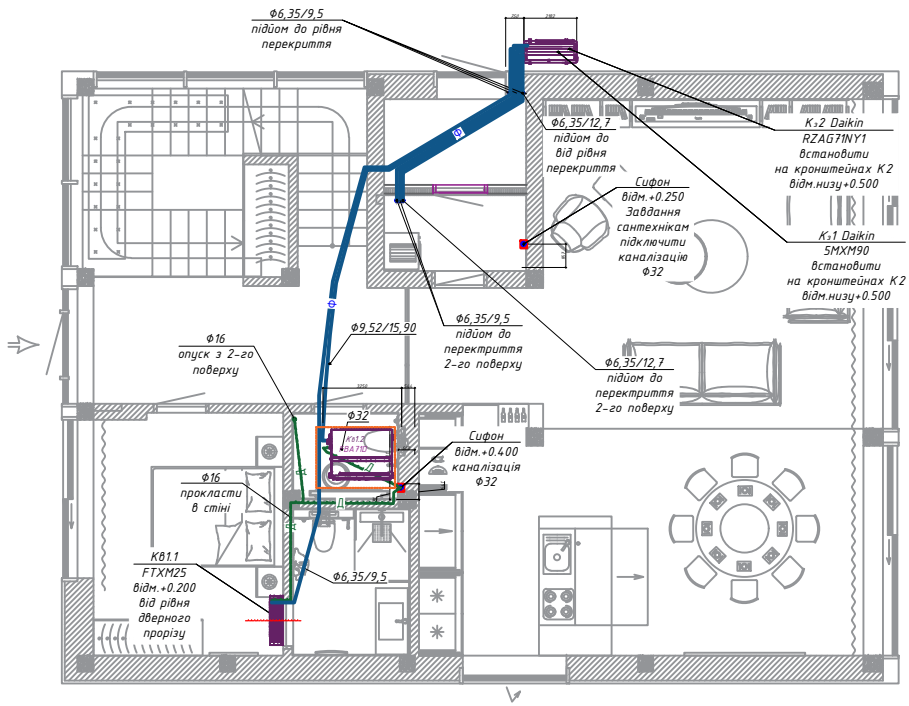 Ф6,35/9,5
підйом до рівня
перекриття
Ф6,35/12,7
підйом до
від рівня
перекриття
Кз2 Daikin
RZAG71NY1
встановити
на кронштейнах К2
відм.низу+0.500
Сифон
відм.+0.250
Завдання
сантехнікам
підключити
каналізацію
Ф32
Кз1 Daikin
5MXM90
встановити
на кронштейнах К2
відм.низу+0.500
Ф
Ф
Ф6,35/9,5
підйом до
перектриття
2-го поверху
Ф9,52/15,90
Ф16
опуск з 2-го
поверху
Ф6,35/12,7
підйом до
перектриття
2-го поверху
Ф32
Кв1.2
Сифон
відм.+0.400
каналізація
Ф32
Д
Ф16
прокласти
в стіні
Д
Д
Кв1.1
FTXM25
відм.+0.200
від рівня
дверного
прорізу
Ф6,35/9,5